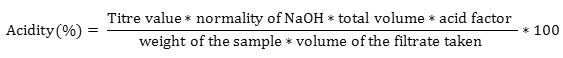 Acidity(%) = Titre value * normality of NaOH * total volume * acid factor / weight of the sample * volume of the filtrate taken * 100